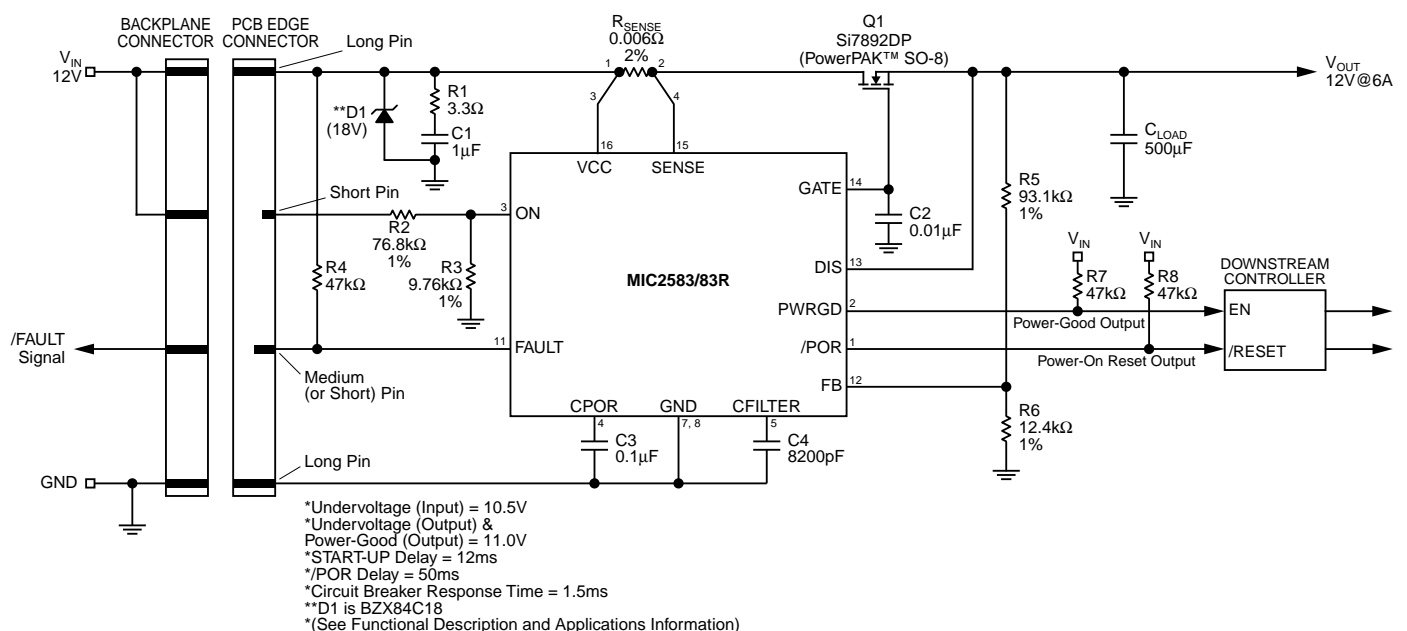 BACKPLANE
CONNECTOR
PCB EDGE
CONNECTOR
Long Pin
VIN
12V
RSENSE
0.006Ω
2%
Q1
Si7892DP
(PowerPAK™ SO-8)
VOUT
12V@6A
1
2
3
4
R1
3.3Ω
**D1
(18V)
C1
1µF
16
VCC
15
SENSE
CLOAD
500µF
Short Pin
GATE
14
R5
93.1kΩ
1%
3
ON
R2
76.8kΩ
1%
C2
0.01µF
R3
9.76kΩ
1%
R4
47kΩ
MIC2583/83R
DIS
13
VIN
VIN
R7
47kΩ
R8
47kΩ
DOWNSTREAM
CONTROLLER
PWRGD
2
Power-Good Output
EN
/FAULT
Signal
11
FAULT
/POR
1
Power-On Reset Output
/RESET
Medium
(or Short) Pin
FB
12
CPOR
4
GND
7, 8
CFILTER
5
R6
12.4kΩ
1%
C3
0.1µF
C4
8200pF
Long Pin
GND
*Undervoltage (Input) = 10.5V
*Undervoltage (Output) &
Power-Good (Output) = 11.0V
*START-UP Delay = 12ms
*/POR Delay = 50ms
*Circuit Breaker Response Time = 1.5ms
**D1 is BZX84C18
*(See Functional Description and Applications Information)